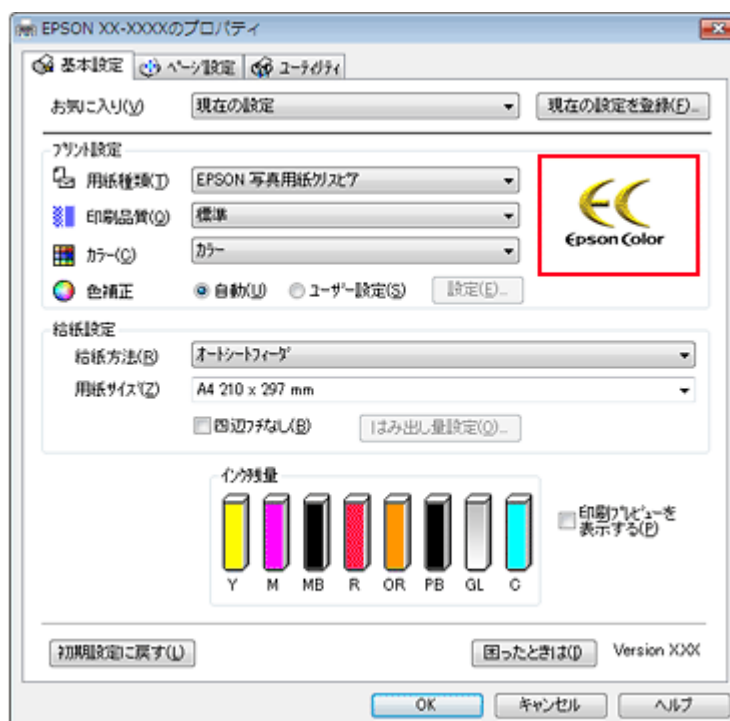 EPSON XX-XXXXのプロパティ
基本設定 ページ設定 ユーティリティ
お気に入り(V) 現在の設定 現在の設定を登録(F)...
プリント設定
用紙種類(T) EPSON 写真用紙クリスピア
印刷品質(Q) 標準
カラー(C) カラー
Epson Color
色補正 自動(U) ユーザー設定(S) 設定(E)...
給紙設定
給紙方法(R) オートシートフィーダ
用紙サイズ(Z) A4 210 x 297 mm
四辺フチなし(B) はみ出し量設定(O)...
インク残量
Y M MB R OR PB GL C
印刷プレビューを
表示する(P)
初期設定に戻す(L) 困ったときは(I) Version X.XX
OK キャンセル ヘルプ